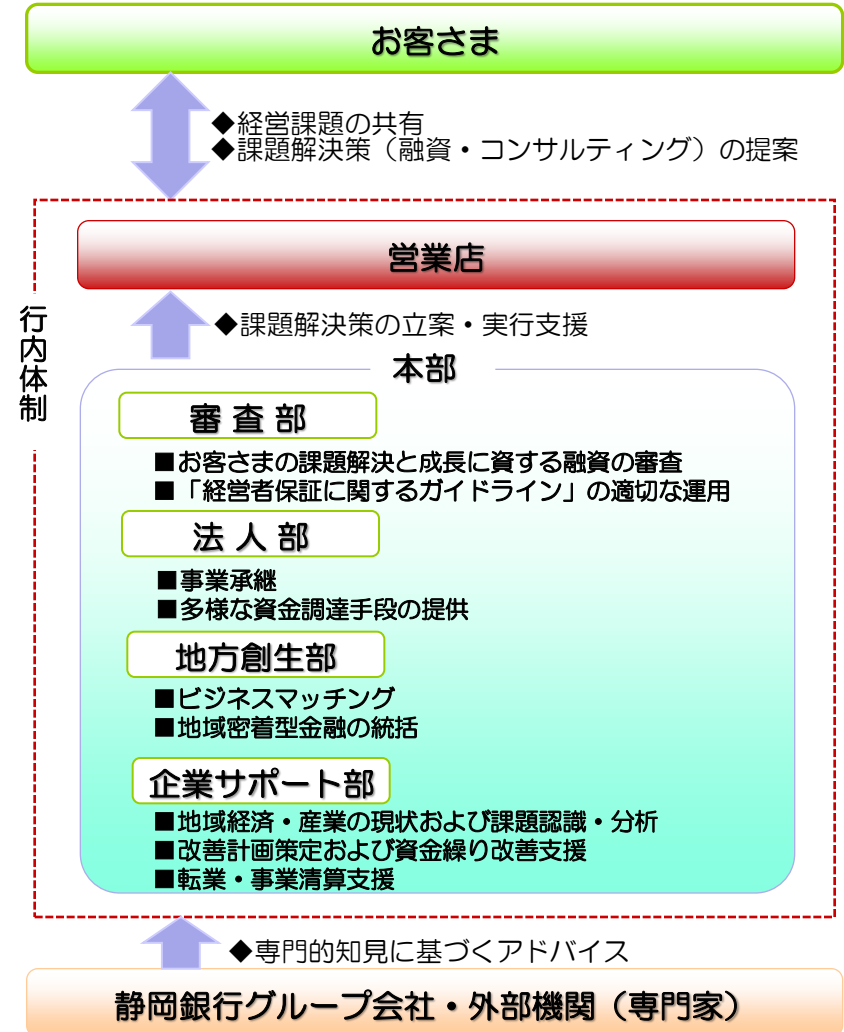 お客さま
◆経営課題の共有
◆課題解決策（融資・コンサルティング）の提案
行内体制
営業店
◆課題解決策の立案・実行支援
本部
審査部
■お客さまの課題解決と成長に資する融資の審査
■「経営者保証に関するガイドライン」の適切な運用
法人部
■事業承継
■多様な資金調達手段の提供
地方創生部
■ビジネスマッチング
■地域密着型金融の統括
企業サポート部
■地域経済・産業の現状および課題認識・分析
■改善計画策定および資金繰り改善支援
■転業・事業清算支援
◆専門的知見に基づくアドバイス
静岡銀行グループ会社・外部機関（専門家）